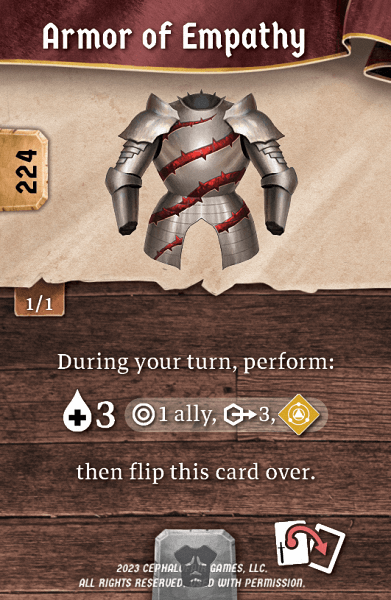 Armor of Empathy
224
1/1
During your turn, perform:
3 1 ally, 3,
then flip this card over.
2023 GAMES, LLC.
ALL RIGHTS RESERVED. WITH PERMISSION.